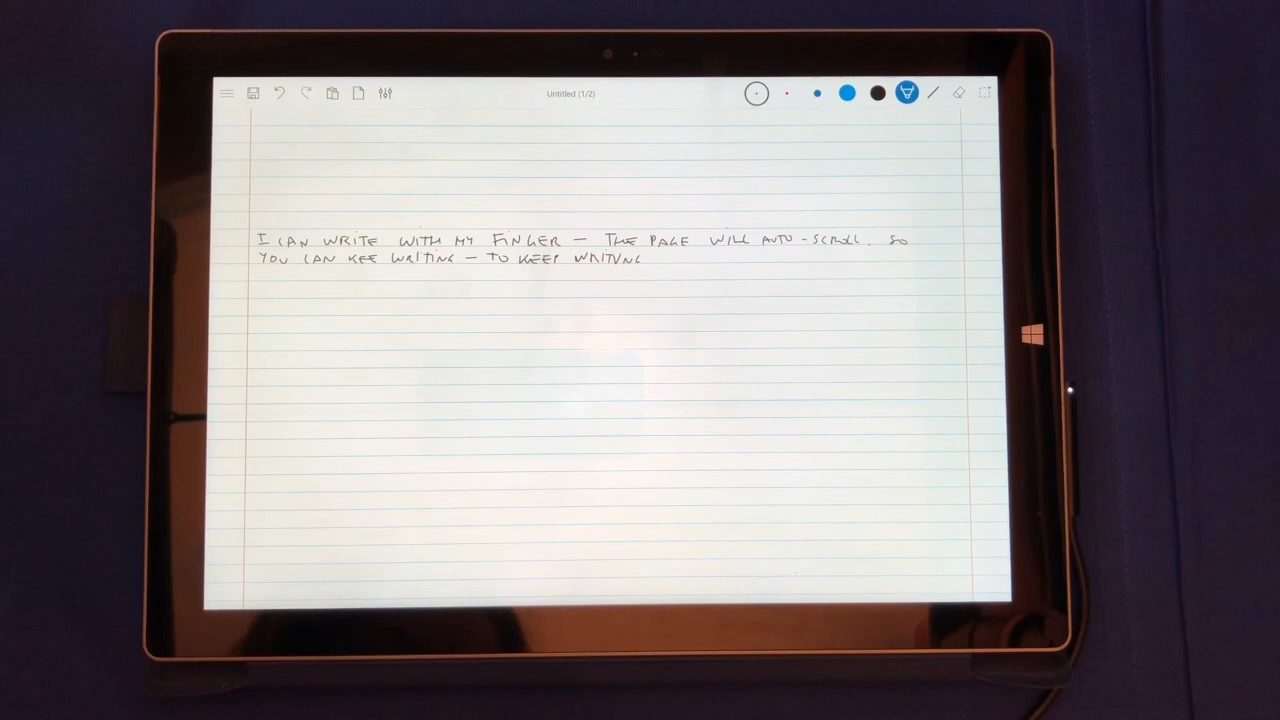 Untitled (1/2)
I CAN WRITE WITH MY FINGER — THE PAGE WILL AUTO-SCROLL. SO
YOU CAN KEE WRITING — TO KEEP WRITING